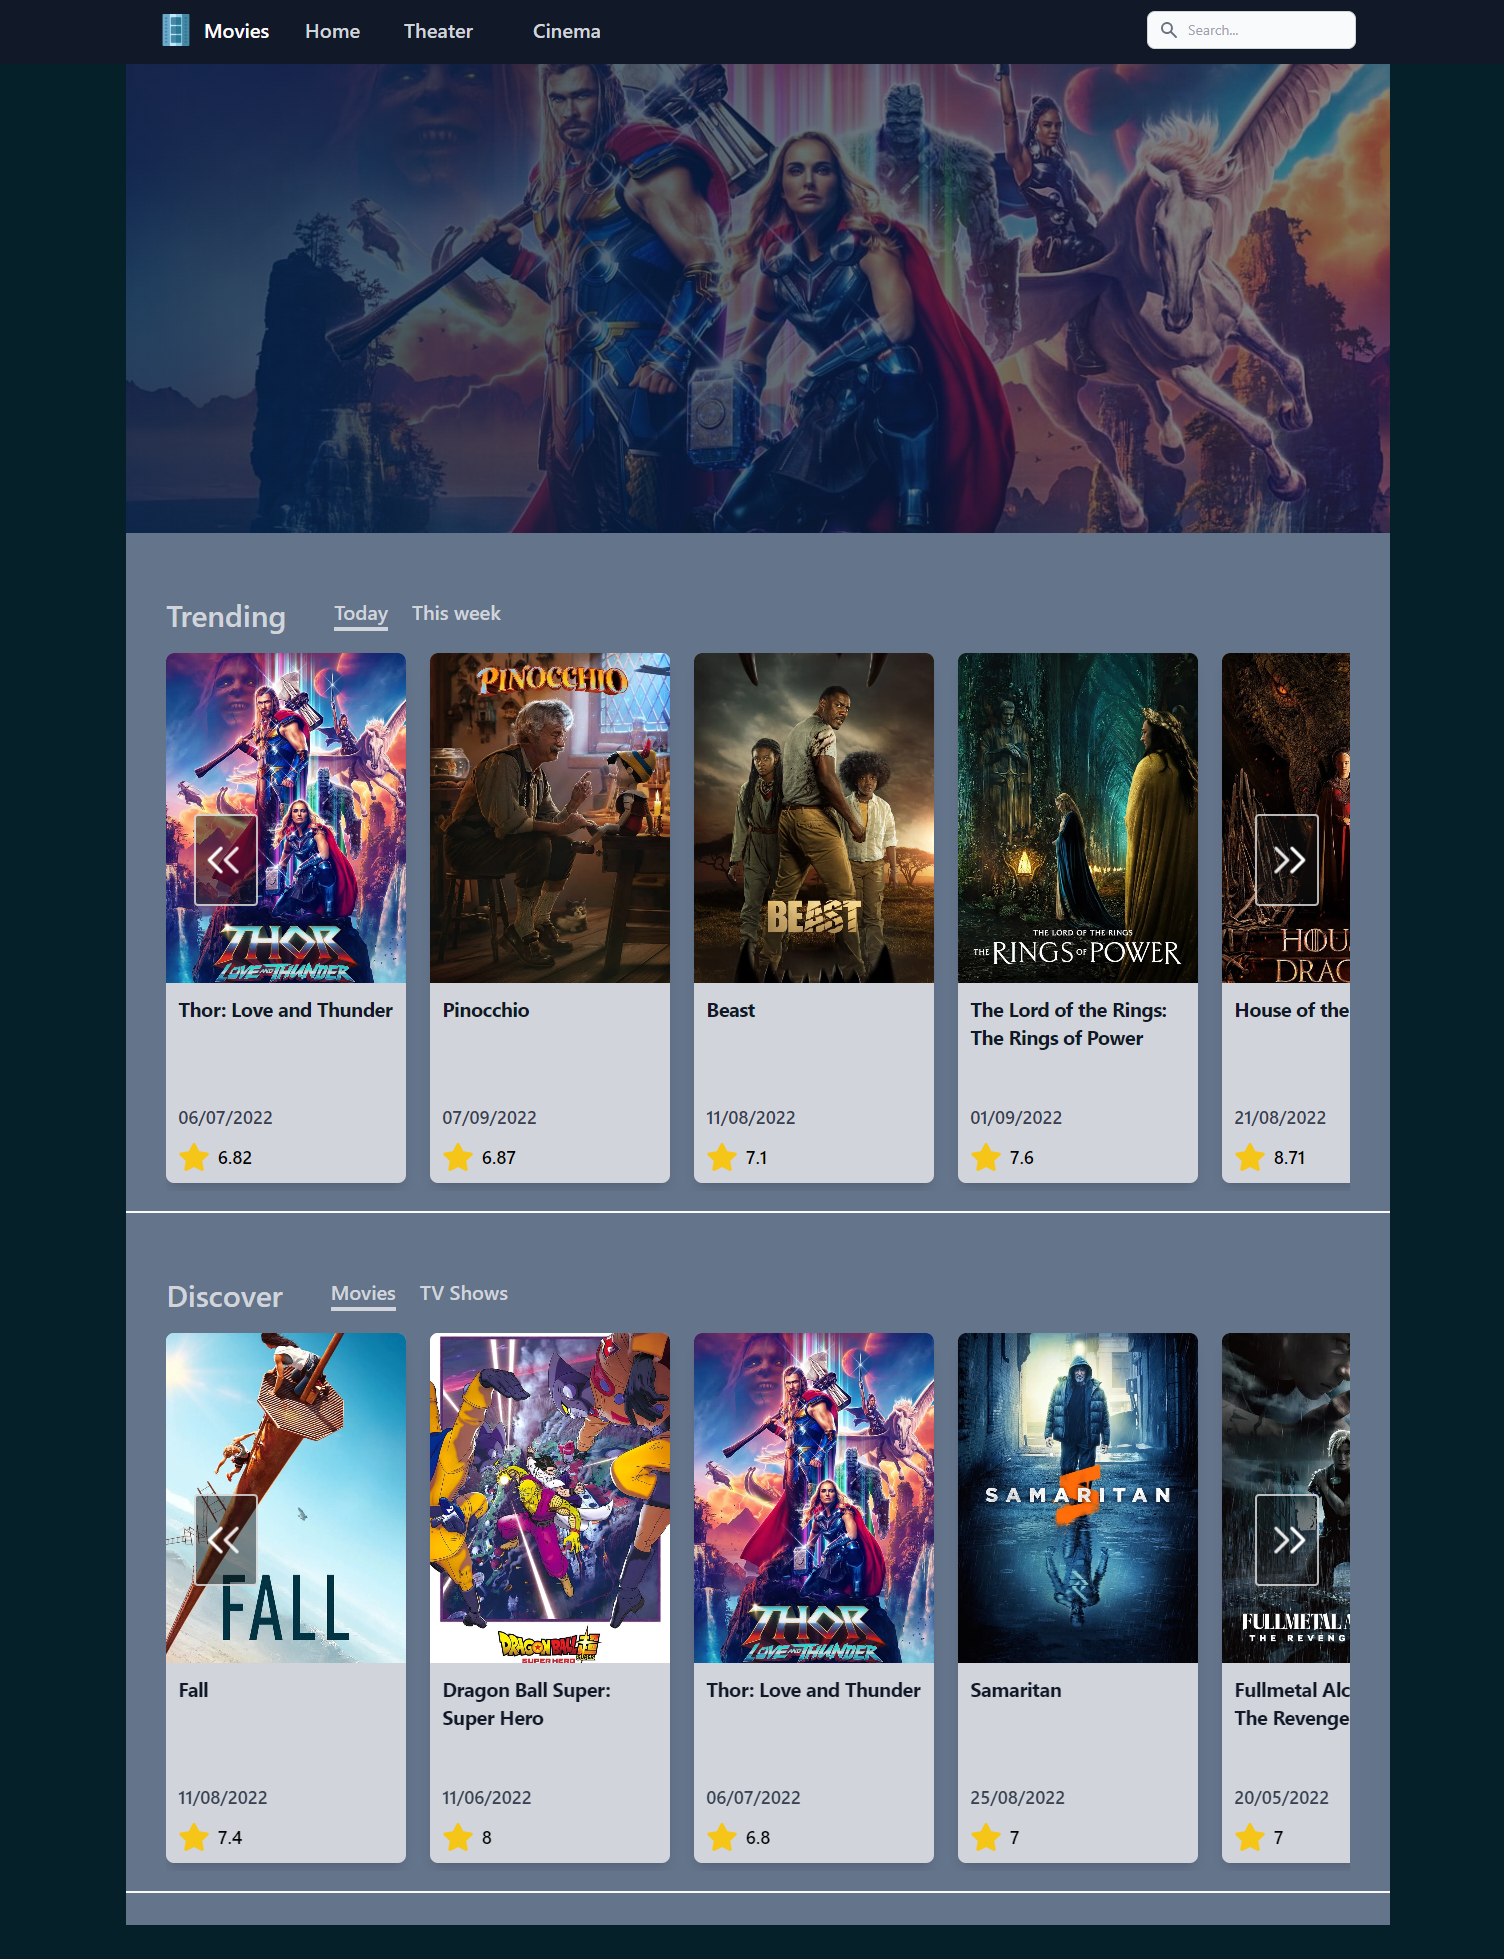 Movies Home Theater Cinema Search...
Trending Today This week
PINOCCHIO
BEAST
THE LORD OF THE RINGS
THE RINGS OF POWER
THOR
LOVE AND THUNDER
HOU
DRAG
Thor: Love and Thunder
Pinocchio
Beast
The Lord of the Rings:
The Rings of Power
House of the
06/07/2022 07/09/2022 11/08/2022 01/09/2022 21/08/2022
6.82 6.87 7.1 7.6 8.71
Discover Movies TV Shows
FALL
DRAGON BALL SUPER
SUPER HERO
THOR
LOVE AND THUNDER
SAMARITAN
FULLMETAL A
THE REVENG
Fall
Dragon Ball Super:
Super Hero
Thor: Love and Thunder
Samaritan
Fullmetal Alc
The Revenge
11/08/2022 11/06/2022 06/07/2022 25/08/2022 20/05/2022
7.4 8 6.8 7 7